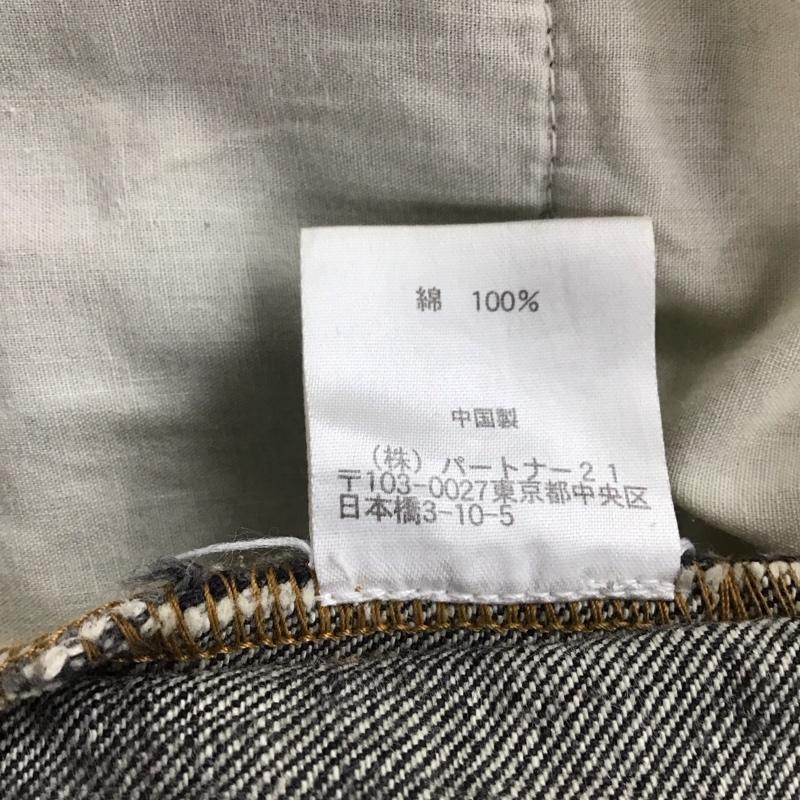 綿 100%
中国製
(株) パートナー21
〒103-0027東京都中央区
日本橋3-10-5